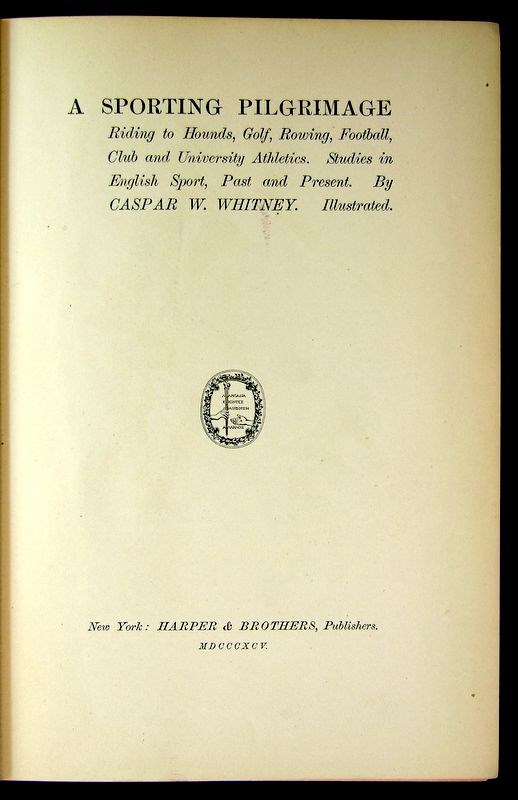 A SPORTING PILGRIMAGE
Riding to Hounds, Golf, Rowing, Football,
Club and University Athletics. Studies in
English Sport, Past and Present. By
CASPAR W. WHITNEY. Illustrated.
New York: HARPER & BROTHERS, Publishers.
MDCCCXCV.